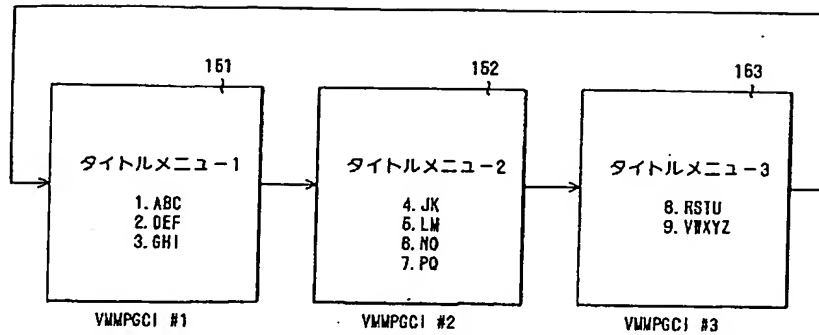 151
152
153
タイトルメニュー1
1. ABC
2. DEF
3. GHI
タイトルメニュー2
4. JK
5. LM
6. NO
7. PQ
タイトルメニュー3
8. RSTU
9. VWXYZ
VMMPGCI #1
VMMPGCI #2
VMMPGCI #3